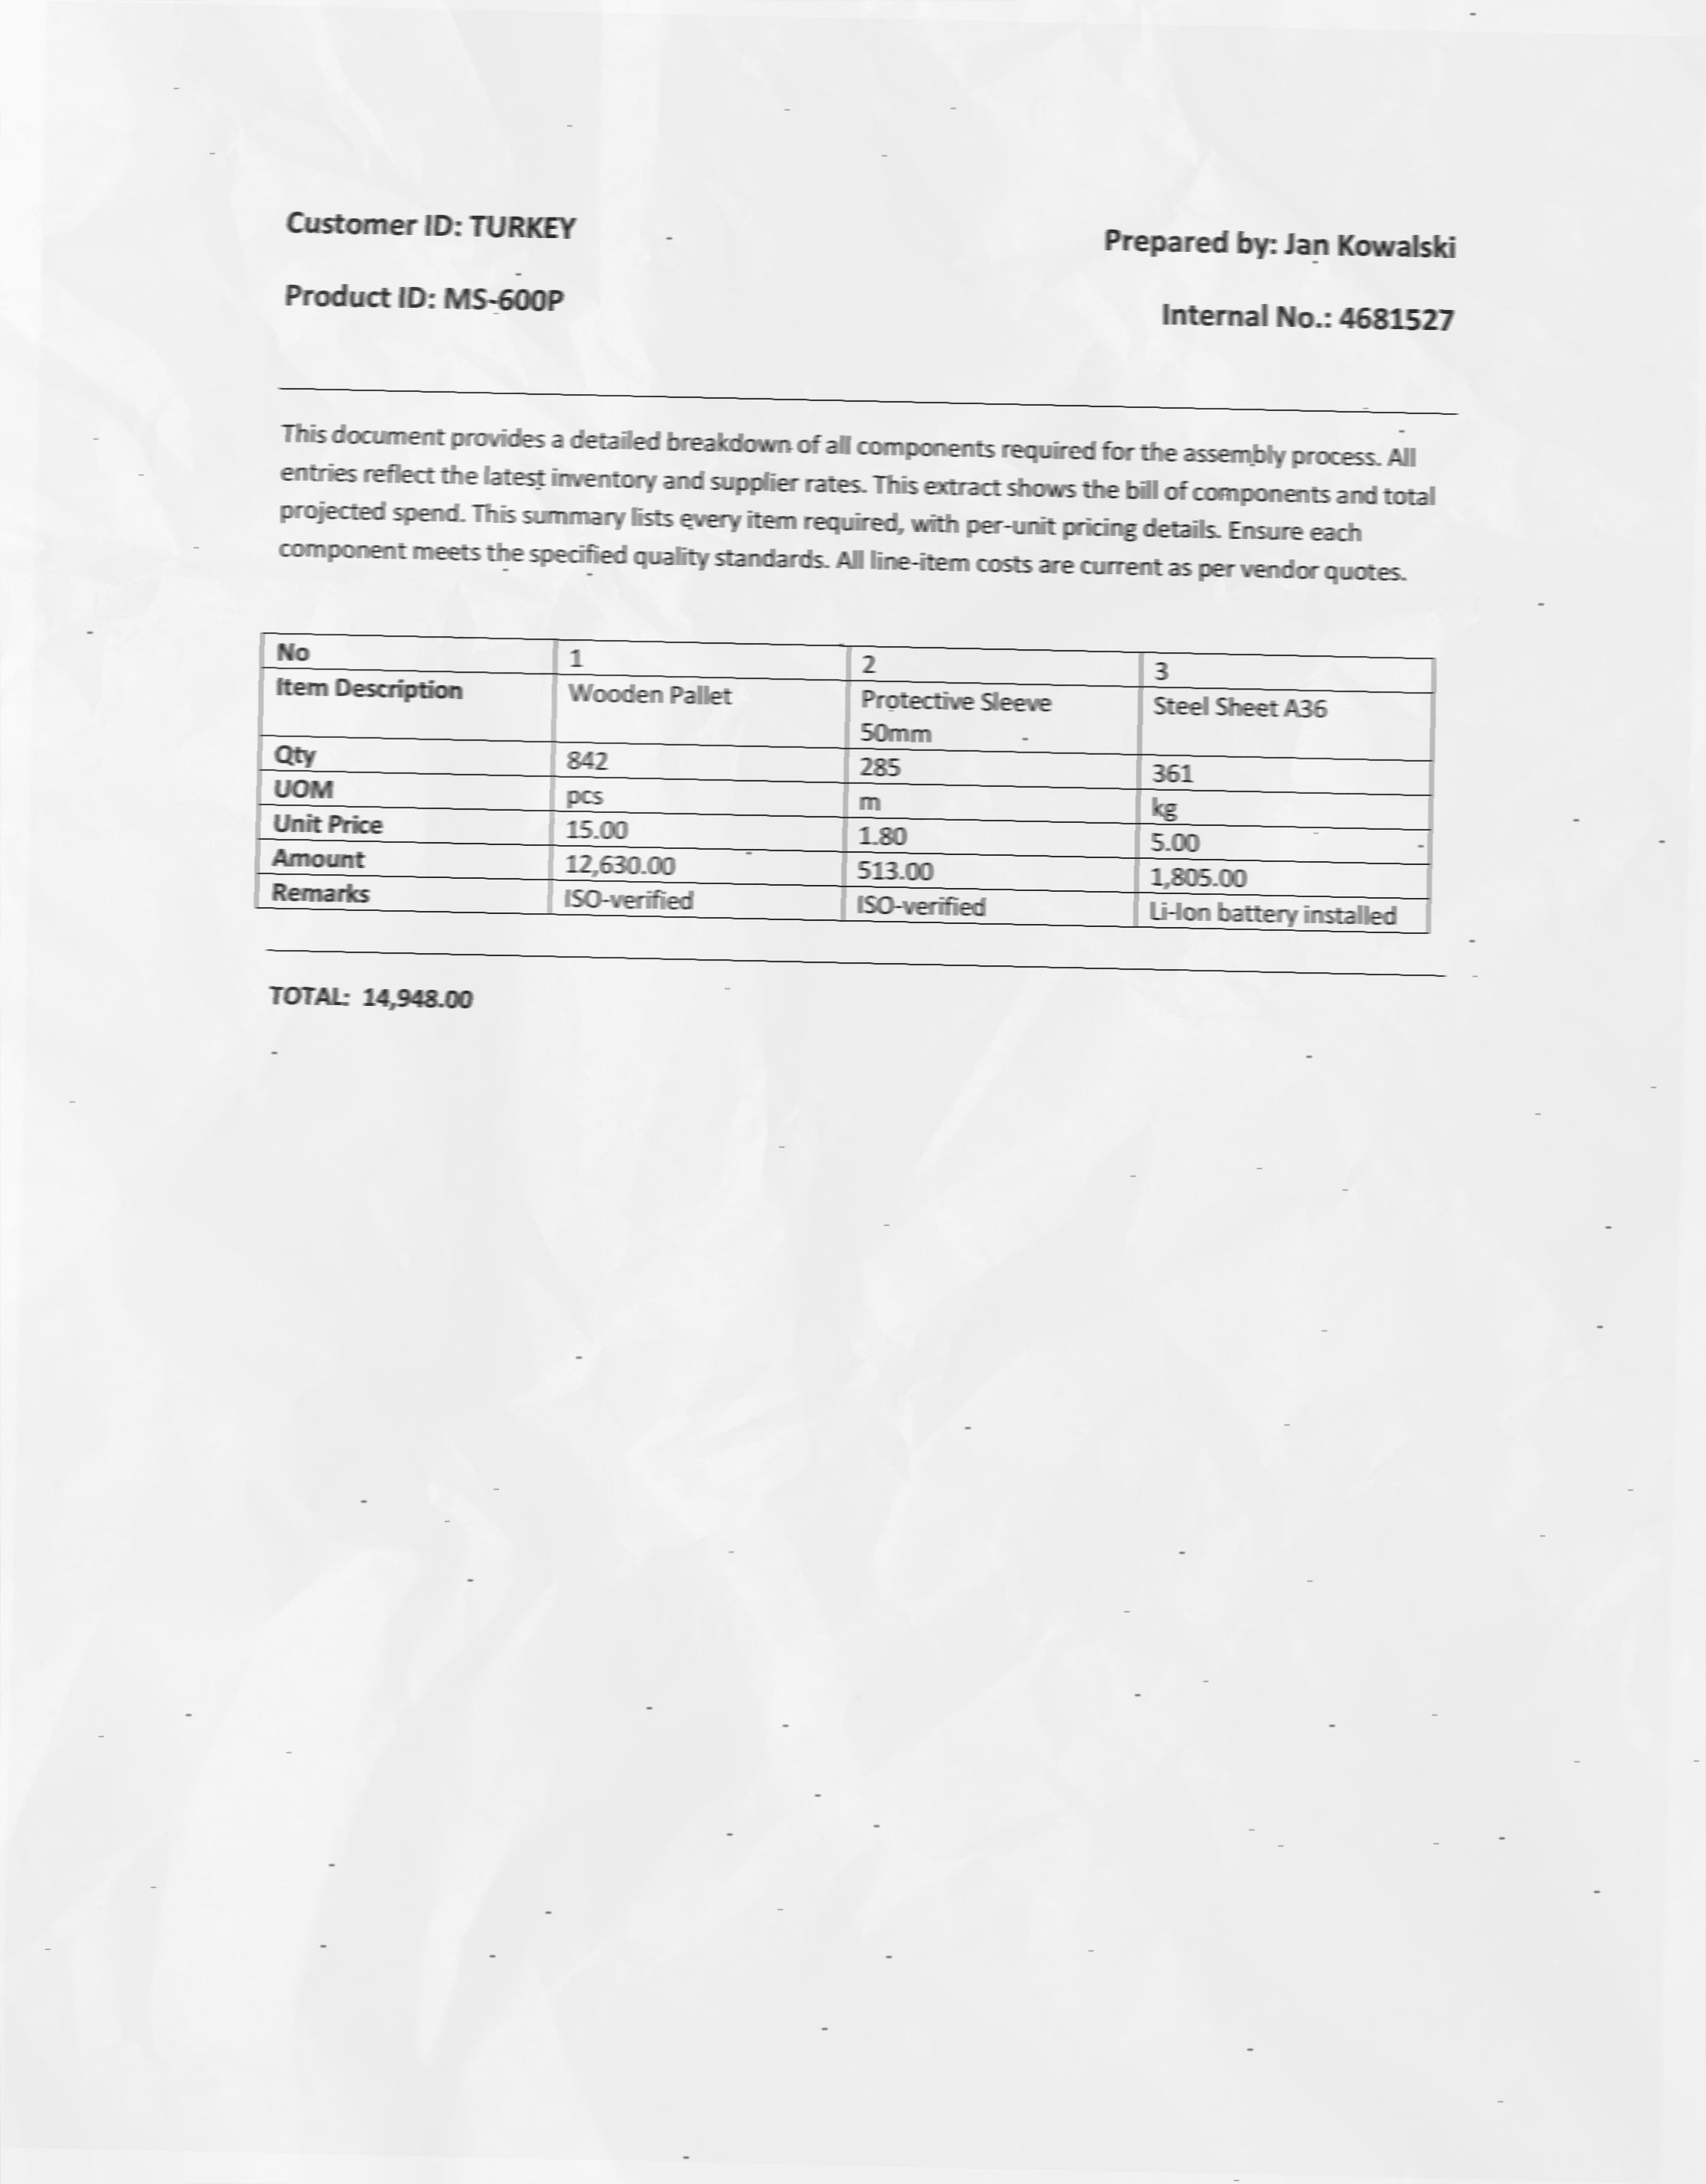 Customer ID: TURKEY
Prepared by: Jan Kowalski
Product ID: MS-600P
Internal No.: 4681527
This document provides a detailed breakdown of all components required for the assembly process. All
entries reflect the latest inventory and supplier rates. This extract shows the bill of components and total
projected spend. This summary lists every item required, with per-unit pricing details. Ensure each
component meets the specified quality standards. All line-item costs are current as per vendor quotes.
No 1 2 3
Item Description Wooden Pallet Protective Sleeve Steel Sheet A36
50mm
Qty 842 285 361
UOM pcs m kg
Unit Price 15.00 1.80 5.00
Amount 12,630.00 513.00 1,805.00
Remarks ISO-verified ISO-verified Li-Ion battery installed
TOTAL: 14,948.00